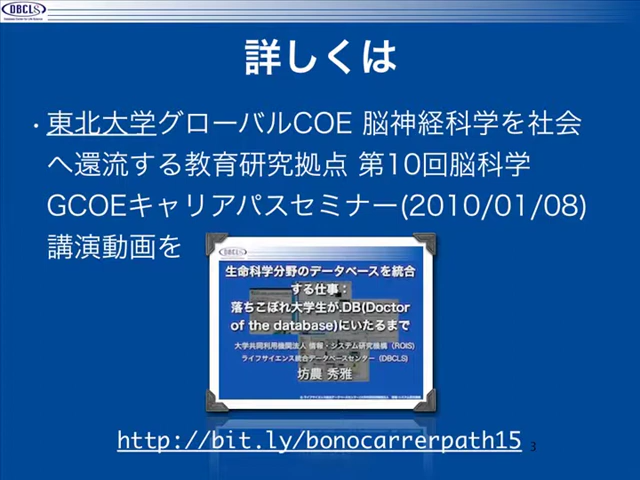 DBCLS
詳しくは
・東北大学グローバルCOE 脳神経科学を社会
へ還流する教育研究拠点 第10回脳科学
GCOEキャリアパスセミナー(2010/01/08)
講演動画を
DBCLS
生命科学分野のデータベースを統合
する仕事：
落ちこぼれ大学生が.DB(Doctor
of the database)にいたるまで
大学共同利用機関法人 情報・システム研究機構 (ROIS)
ライフサイエンス統合データベースセンター (DBCLS)
坊農 秀雅
http://bit.ly/bonocarrerpath15
3